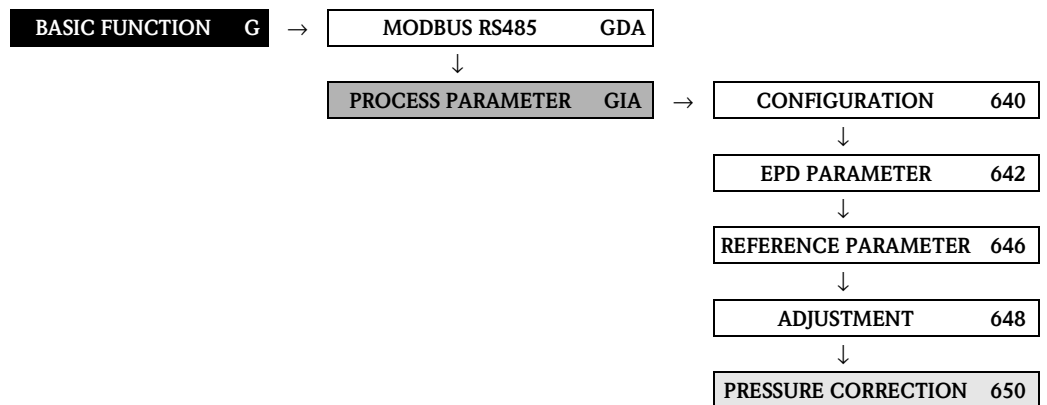 BASIC FUNCTION G → MODBUS RS485 GDA
↓
PROCESS PARAMETER GIA → CONFIGURATION 640
↓
EPD PARAMETER 642
↓
REFERENCE PARAMETER 646
↓
ADJUSTMENT 648
↓
PRESSURE CORRECTION 650